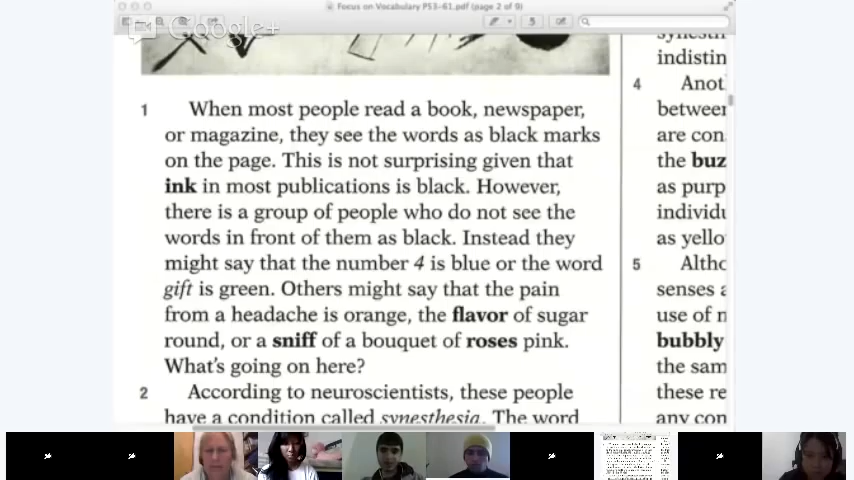 Focus on Vocabulary P53-61.pdf (page 2 of 9)
Google+
1 When most people read a book, newspaper,
or magazine, they see the words as black marks
on the page. This is not surprising given that
ink in most publications is black. However,
there is a group of people who do not see the
words in front of them as black. Instead they
might say that the number 4 is blue or the word
gift is green. Others might say that the pain
from a headache is orange, the flavor of sugar
round, or a sniff of a bouquet of roses pink.
What's going on here?
2 According to neuroscientists, these people
have a condition called synesthesia. The word
indistin
4 Anot
between
are con
the buz
as purp
individu
as yello
5 Altho
senses a
use of n
bubbly
the sam
these re
any con